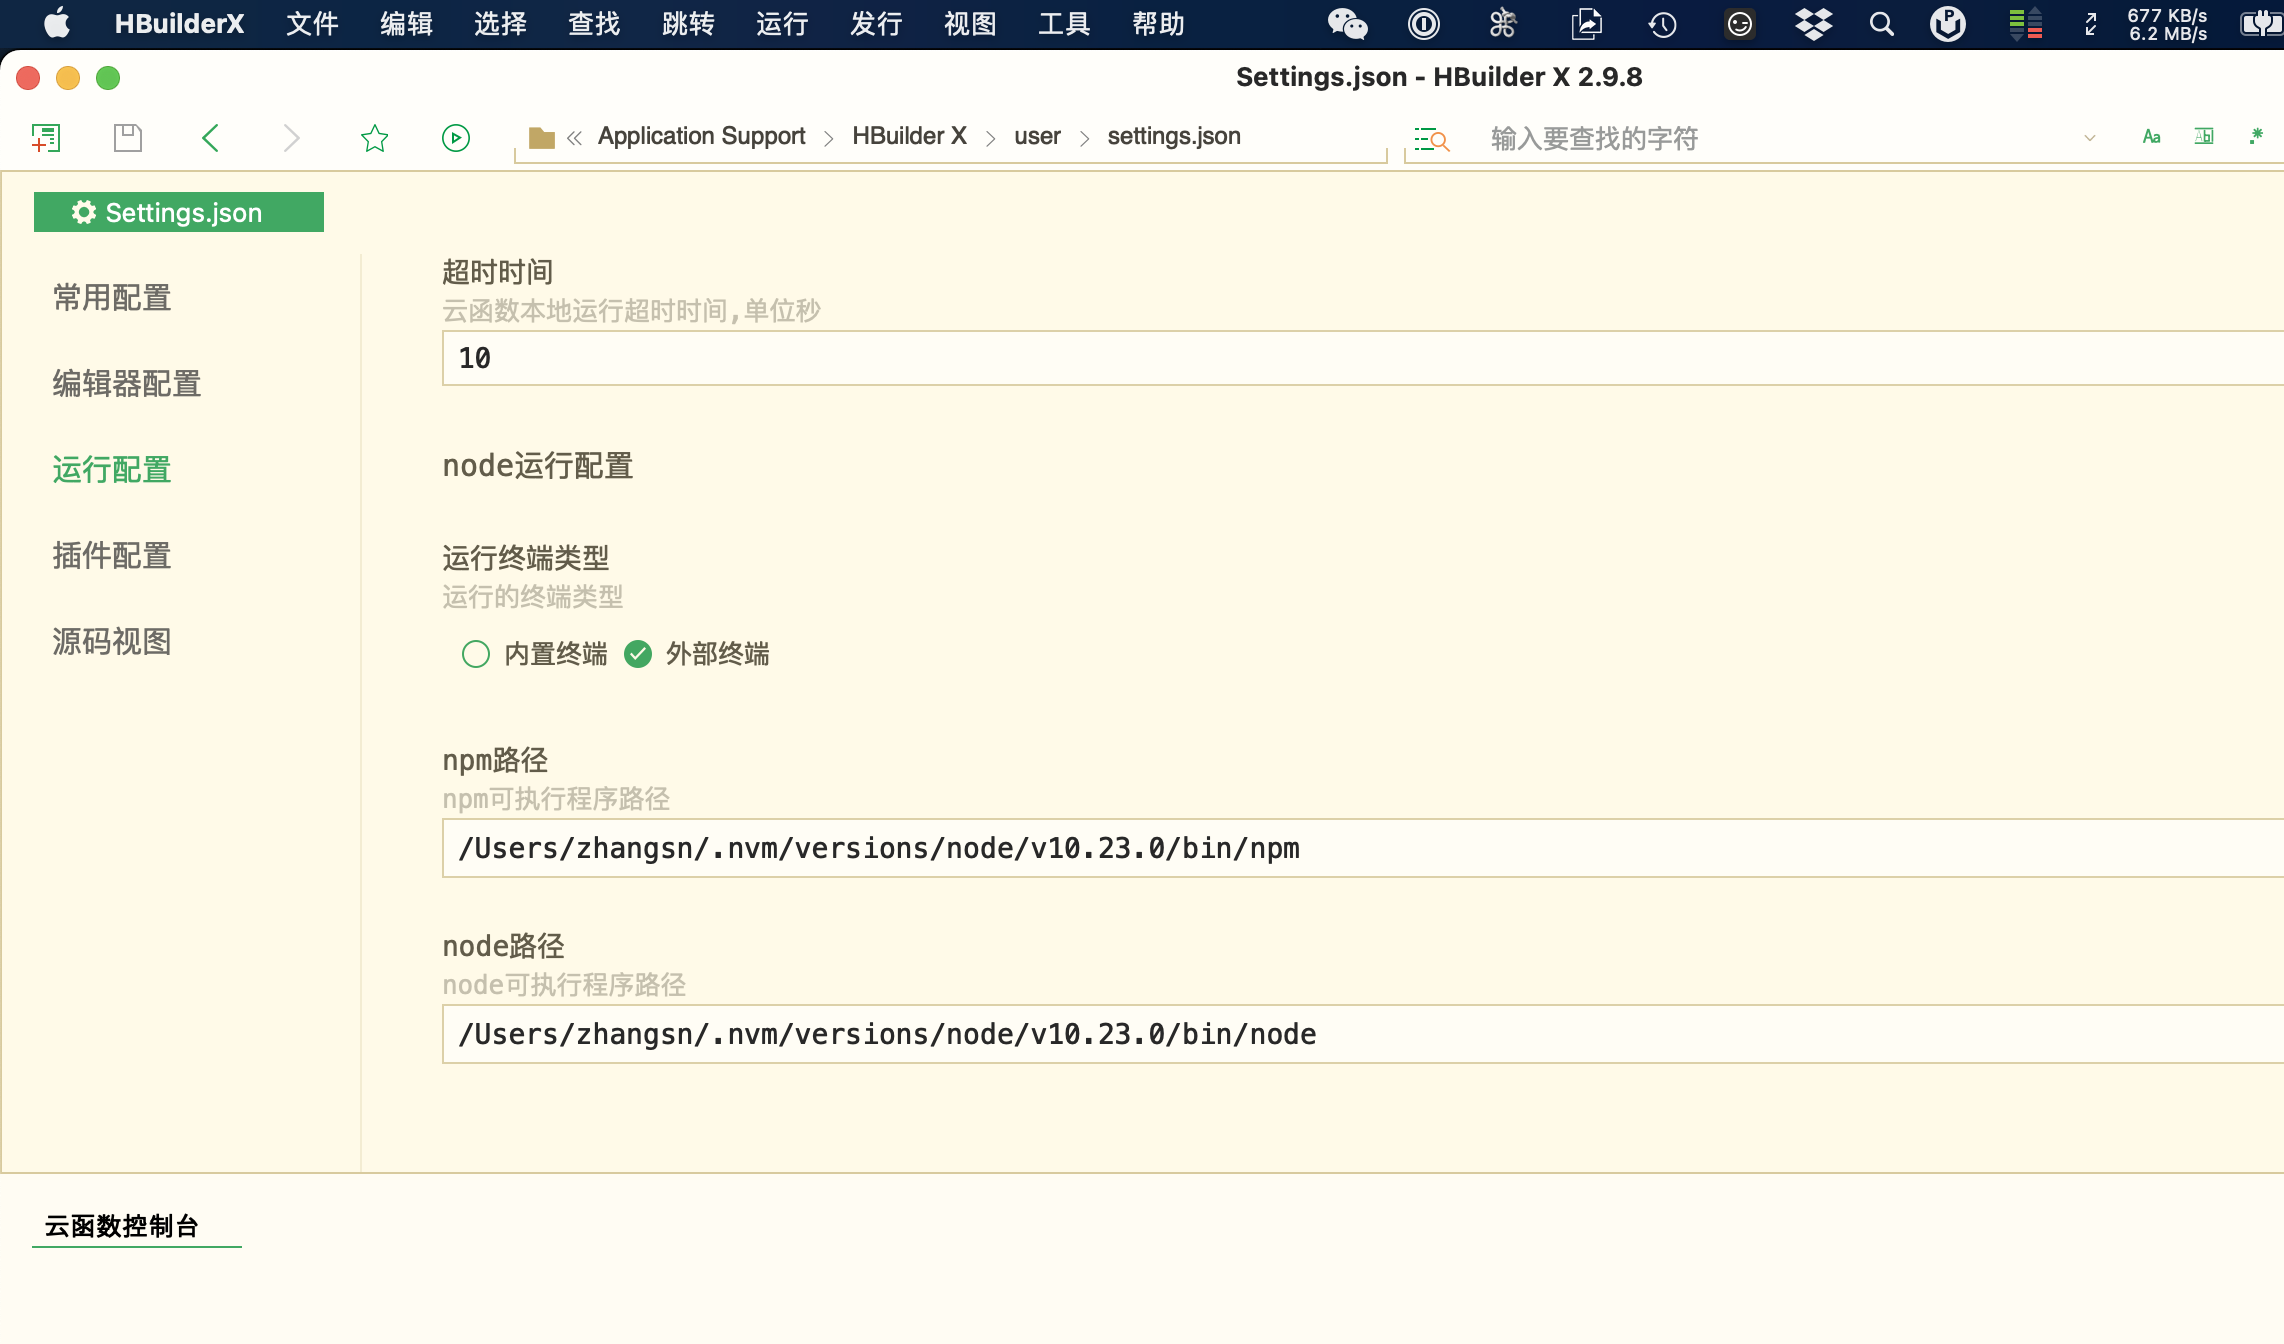 HBuilderX 文件 编辑 选择 查找 跳转 运行 发行 视图 工具 帮助
677 KB/s
6.2 MB/s
Settings.json - HBuilder X 2.9.8
Application Support HBuilder X user settings.json
输入要查找的字符
Aa
Settings.json
常用配置
编辑器配置
运行配置
插件配置
源码视图
超时时间
云函数本地运行超时时间,单位秒
10
node运行配置
运行终端类型
运行的终端类型
内置终端 外部终端
npm路径
npm可执行程序路径
/Users/zhangsn/.nvm/versions/node/v10.23.0/bin/npm
node路径
node可执行程序路径
/Users/zhangsn/.nvm/versions/node/v10.23.0/bin/node
云函数控制台